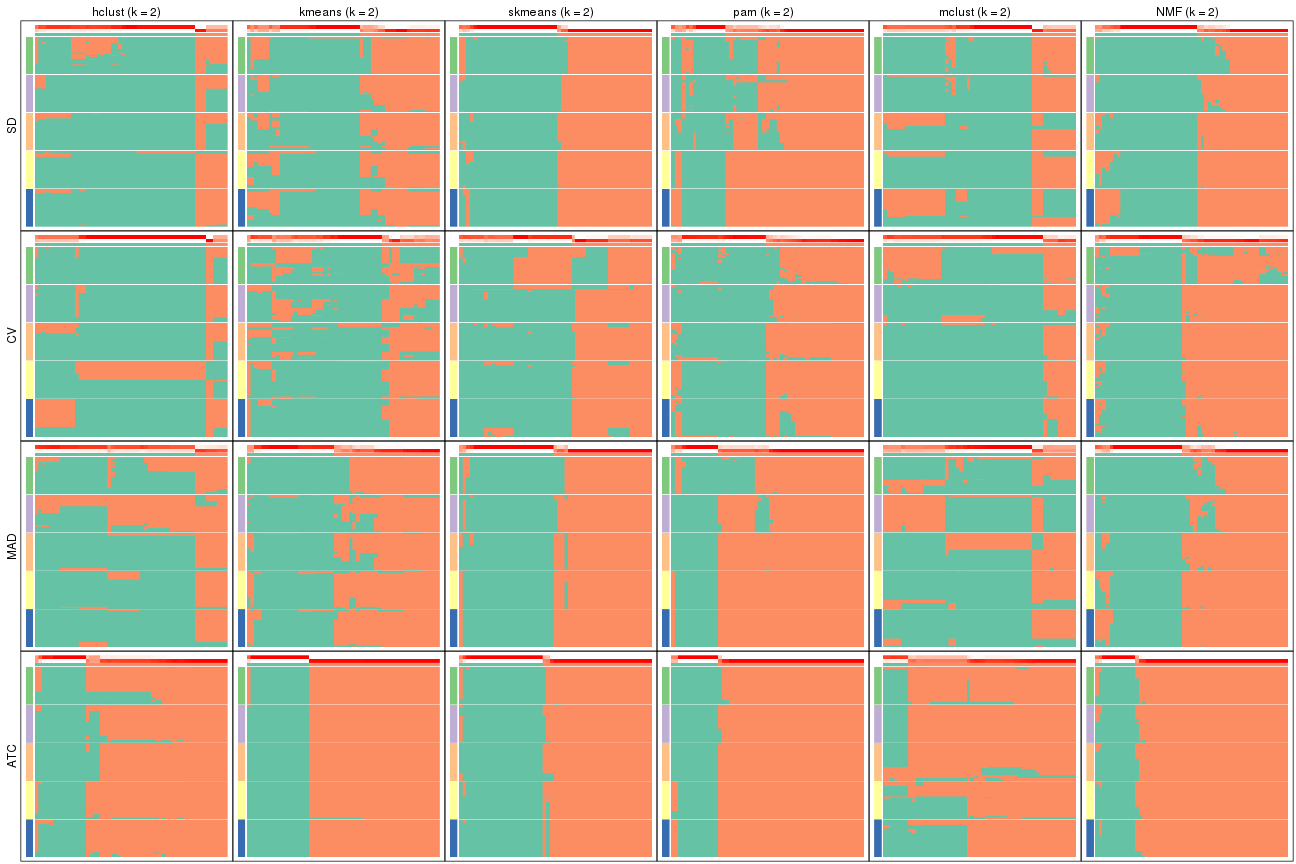 hclust (k = 2)
kmeans (k = 2)
skmeans (k = 2)
pam (k = 2)
mclust (k = 2)
NMF (k = 2)
SD
CV
MAD
ATC